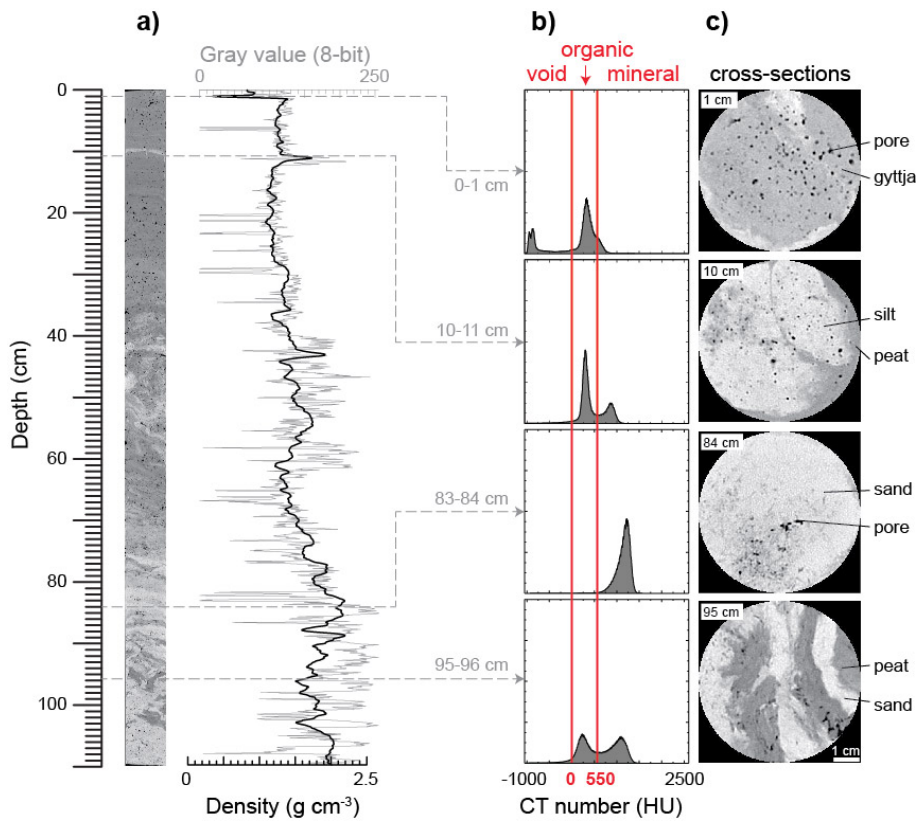 a)
b)
c)
Gray value (8-bit)
0
250
organic
void
mineral
cross-sections
0
20
40
60
80
100
Depth (cm)
0-1 cm
10-11 cm
83-84 cm
95-96 cm
1 cm
pore
gyttja
10 cm
silt
peat
84 cm
sand
pore
95 cm
peat
sand
1 cm
0
2.5
Density (g cm-3)
-1000
0
550
2500
CT number (HU)